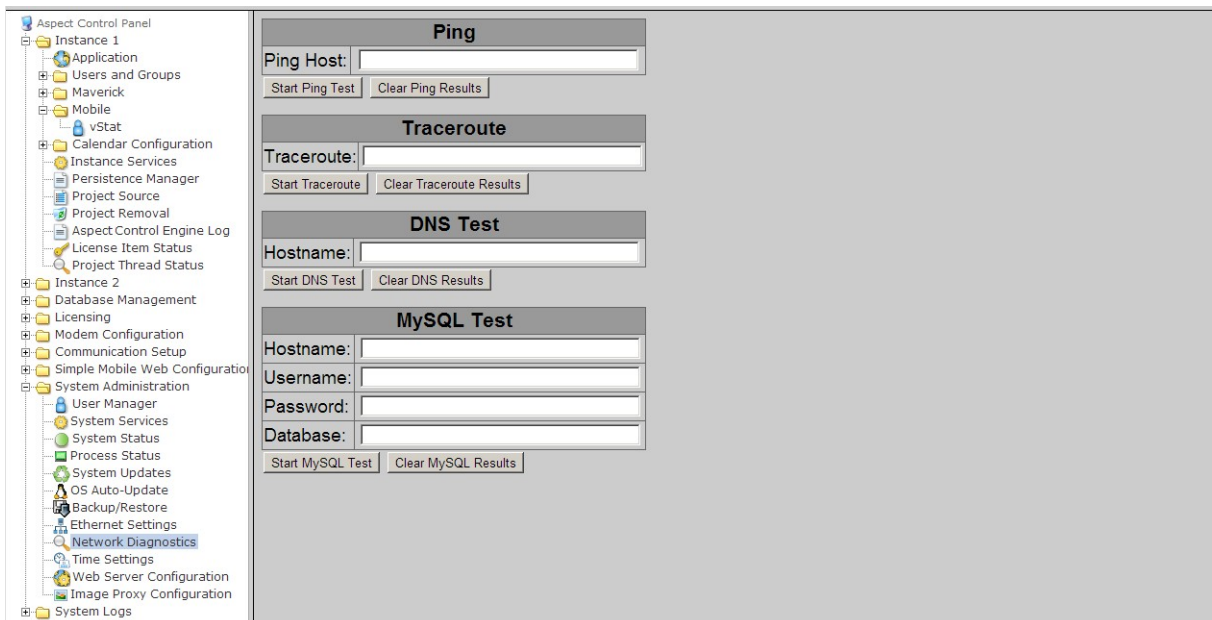 Aspect Control Panel
Instance 1
Application
Users and Groups
Maverick
Mobile
vStat
Calendar Configuration
Instance Services
Persistence Manager
Project Source
Project Removal
Aspect Control Engine Log
License Item Status
Project Thread Status
Instance 2
Database Management
Licensing
Modem Configuration
Communication Setup
Simple Mobile Web Configuration
System Administration
User Manager
System Services
System Status
Process Status
System Updates
OS Auto-Update
Backup/Restore
Ethernet Settings
Network Diagnostics
Time Settings
Web Server Configuration
Image Proxy Configuration
System Logs
Ping
Ping Host:
Start Ping Test Clear Ping Results
Traceroute
Traceroute:
Start Traceroute Clear Traceroute Results
DNS Test
Hostname:
Start DNS Test Clear DNS Results
MySQL Test
Hostname:
Username:
Password:
Database:
Start MySQL Test Clear MySQL Results